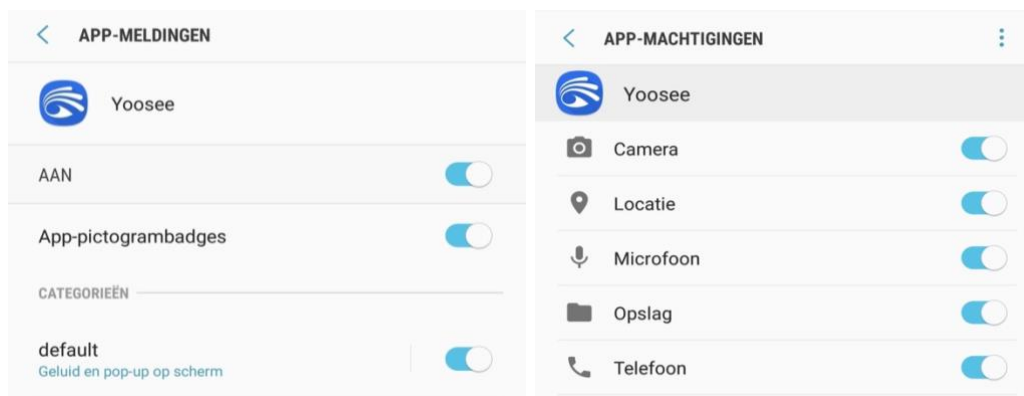 APP-MELDINGEN
Yoosee
AAN
App-pictogrambadges
CATEGORIEËN
default
Geluid en pop-up op scherm
APP-MACHTIGINGEN
Yoosee
Camera
Locatie
Microfoon
Opslag
Telefoon